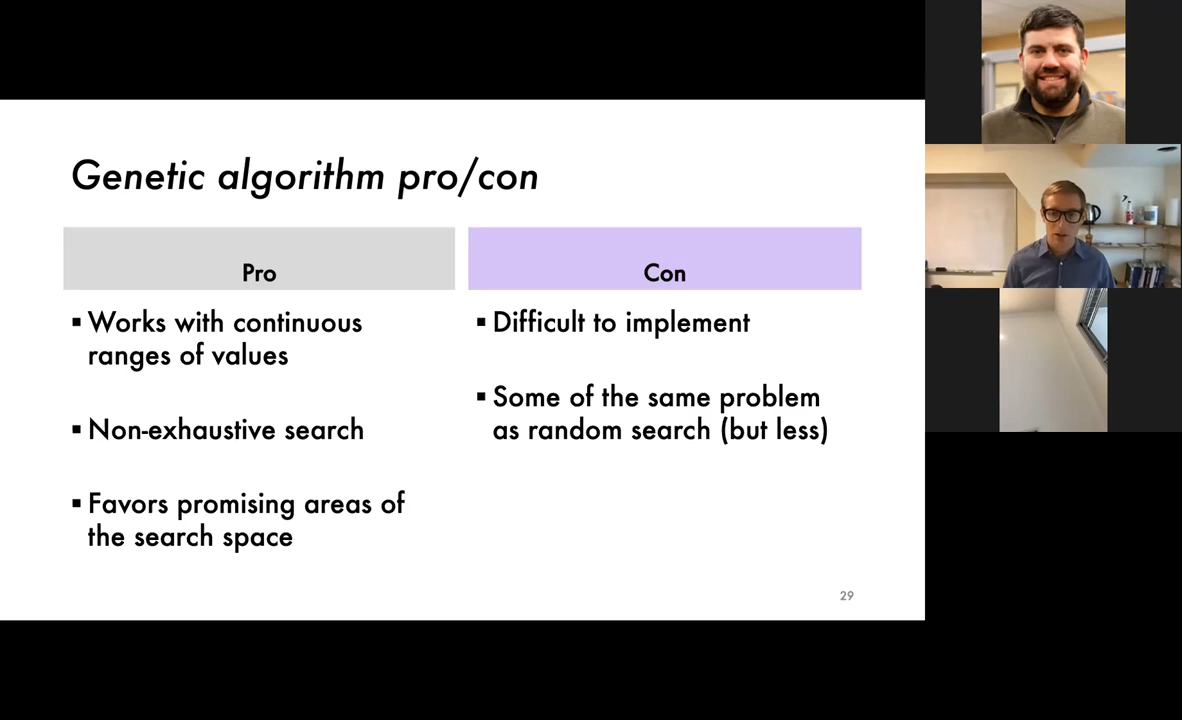 Genetic algorithm pro/con
Pro
▪ Works with continuous
ranges of values
▪ Non-exhaustive search
▪ Favors promising areas of
the search space
Con
▪ Difficult to implement
▪ Some of the same problem
as random search (but less)
29